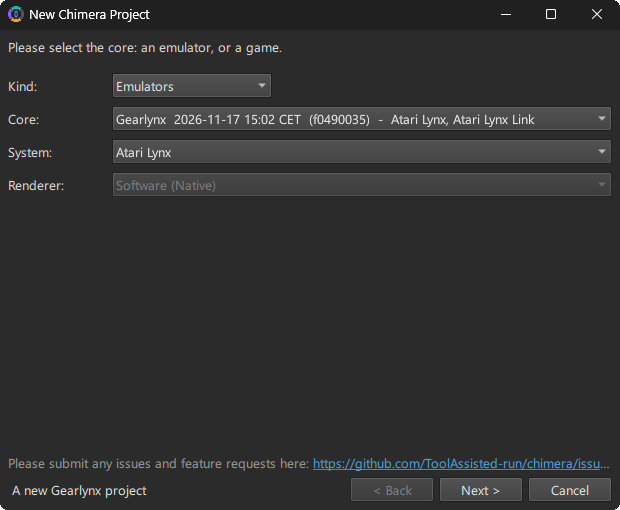 New Chimera Project
Please select the core: an emulator, or a game.
Kind: Emulators
Core: Gearlynx 2026-11-17 15:02 CET (f0490035) - Atari Lynx, Atari Lynx Link
System: Atari Lynx
Renderer: Software (Native)
Please submit any issues and feature requests here: https://github.com/ToolAssisted-run/chimera/issu...
A new Gearlynx project < Back Next > Cancel